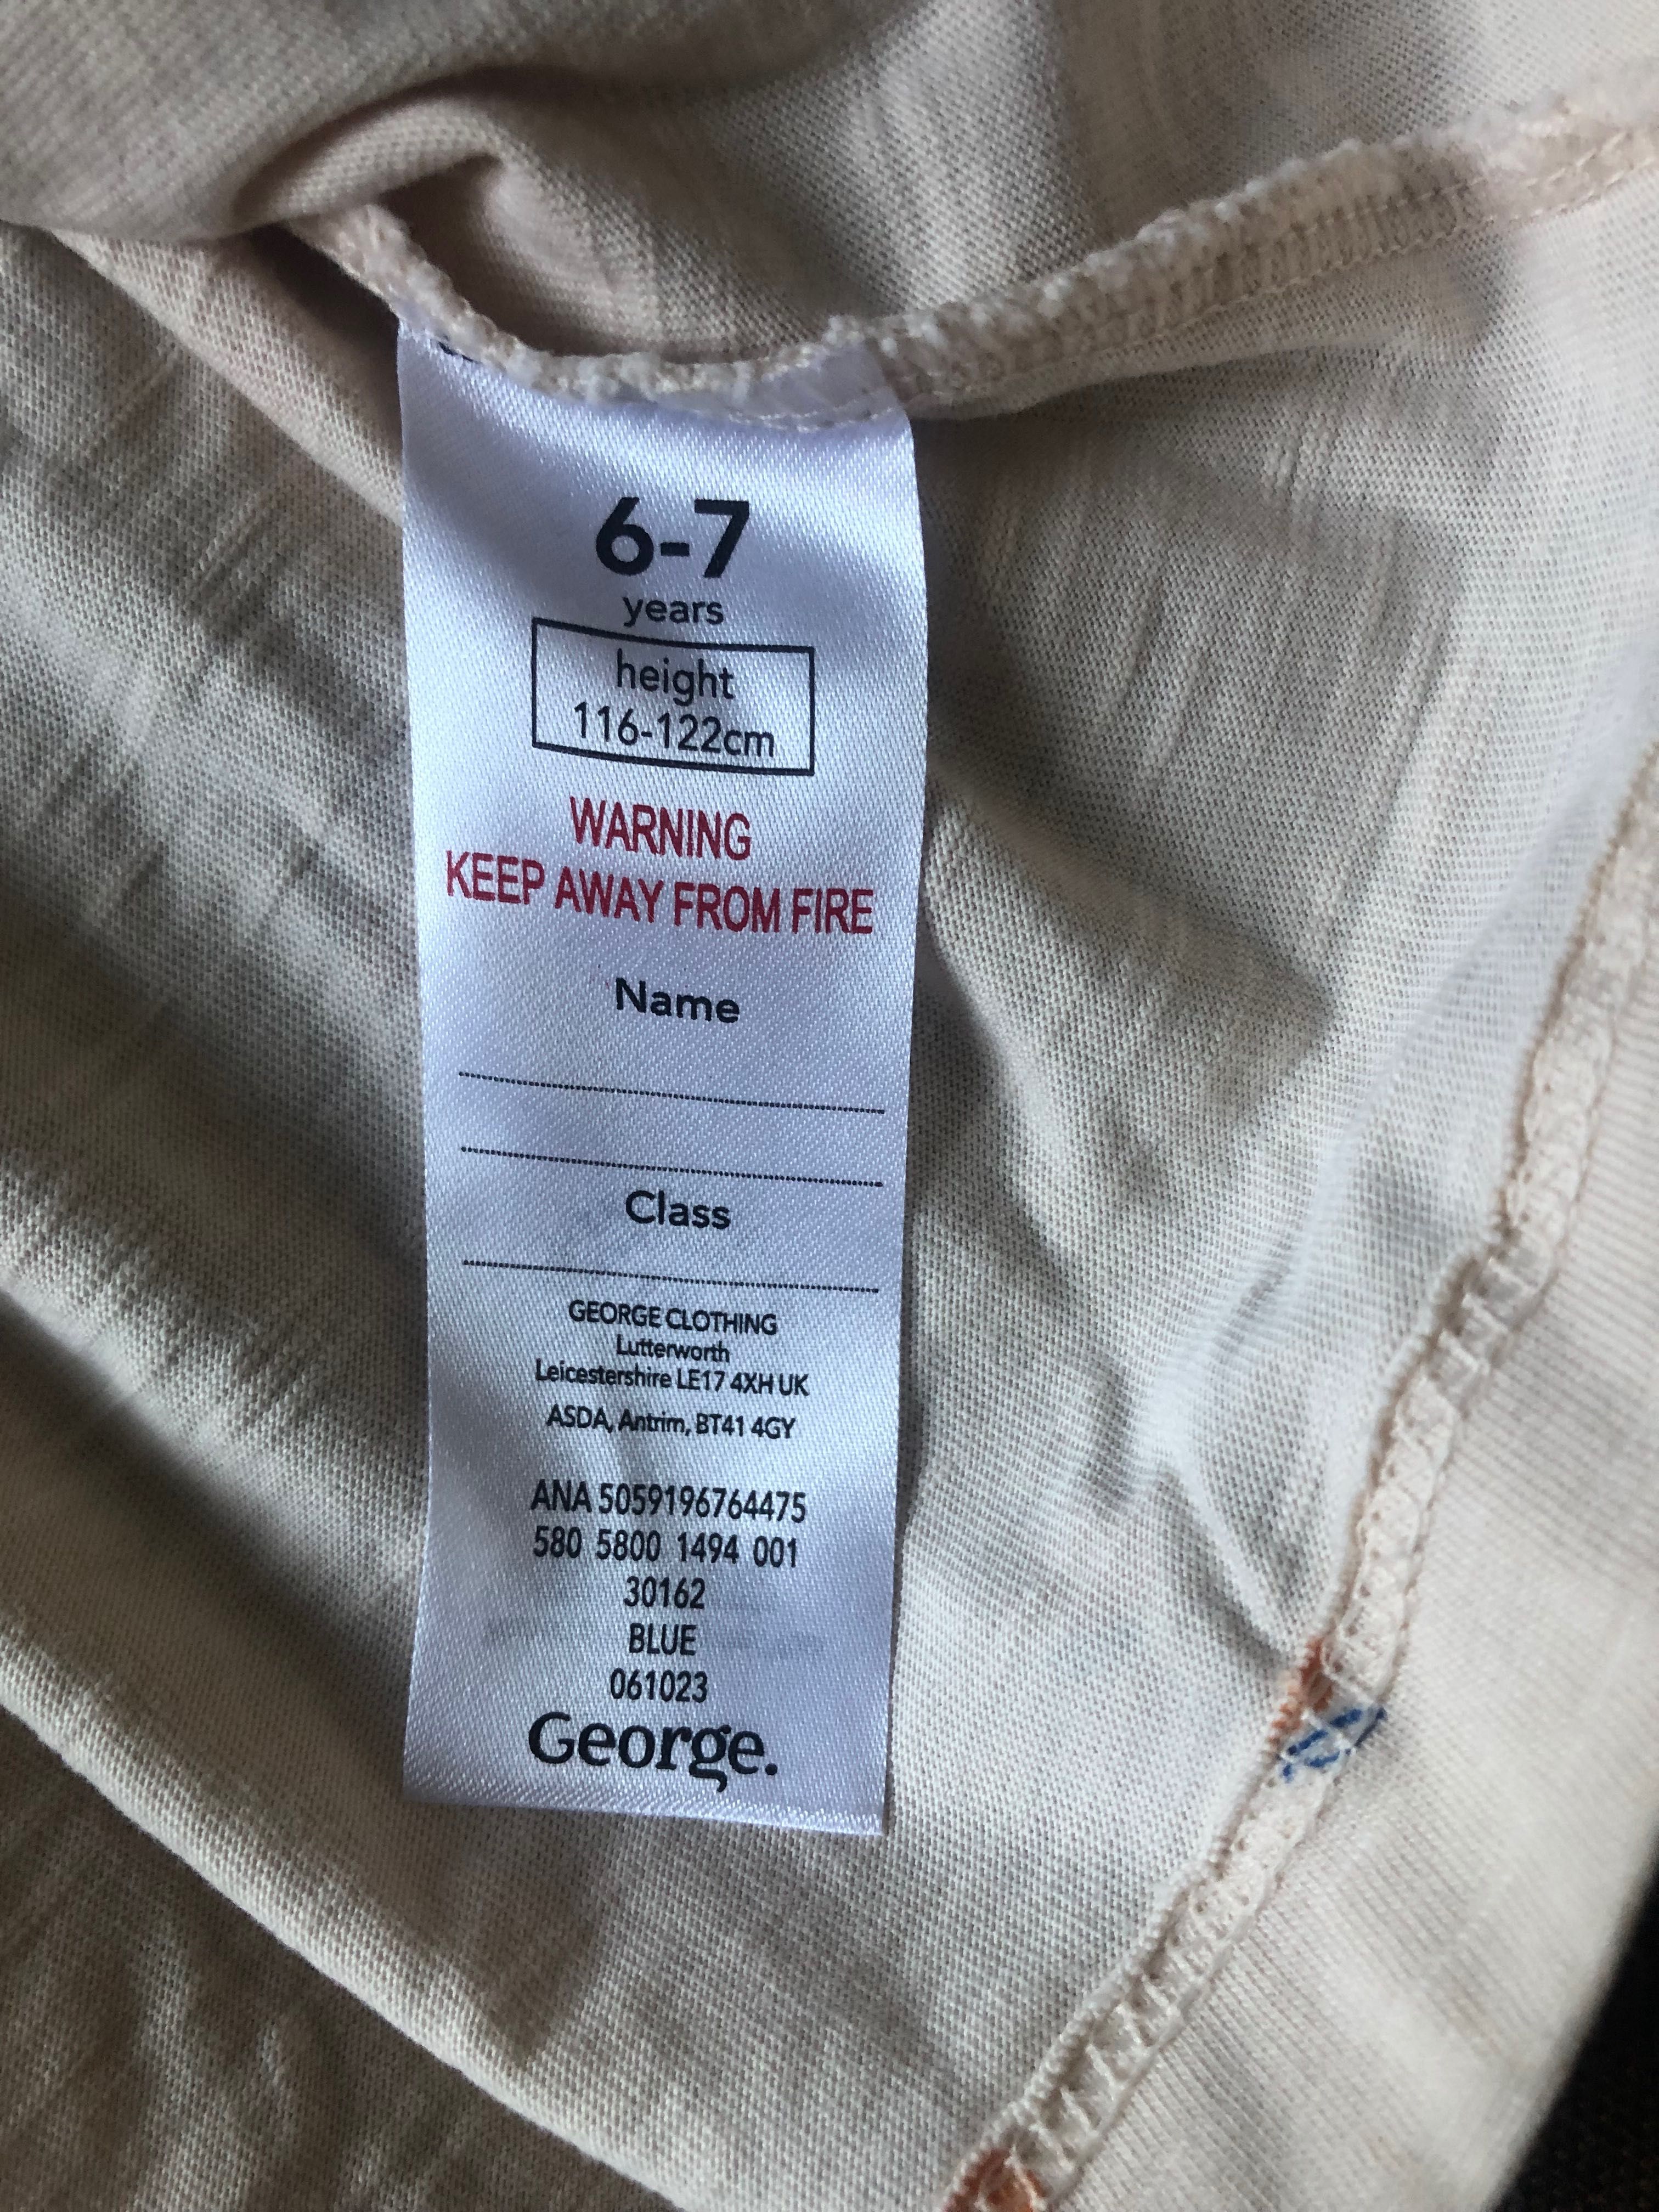 6-7
years
height
116-122cm
WARNING
KEEP AWAY FROM FIRE
Name
Class
GEORGE CLOTHING
Lutterworth
Leicestershire LE17 4XH UK
ASDA, Antrim, BT41 4GY
ANA 5059196764475
580 5800 1494 001
30162
BLUE
061023
George.